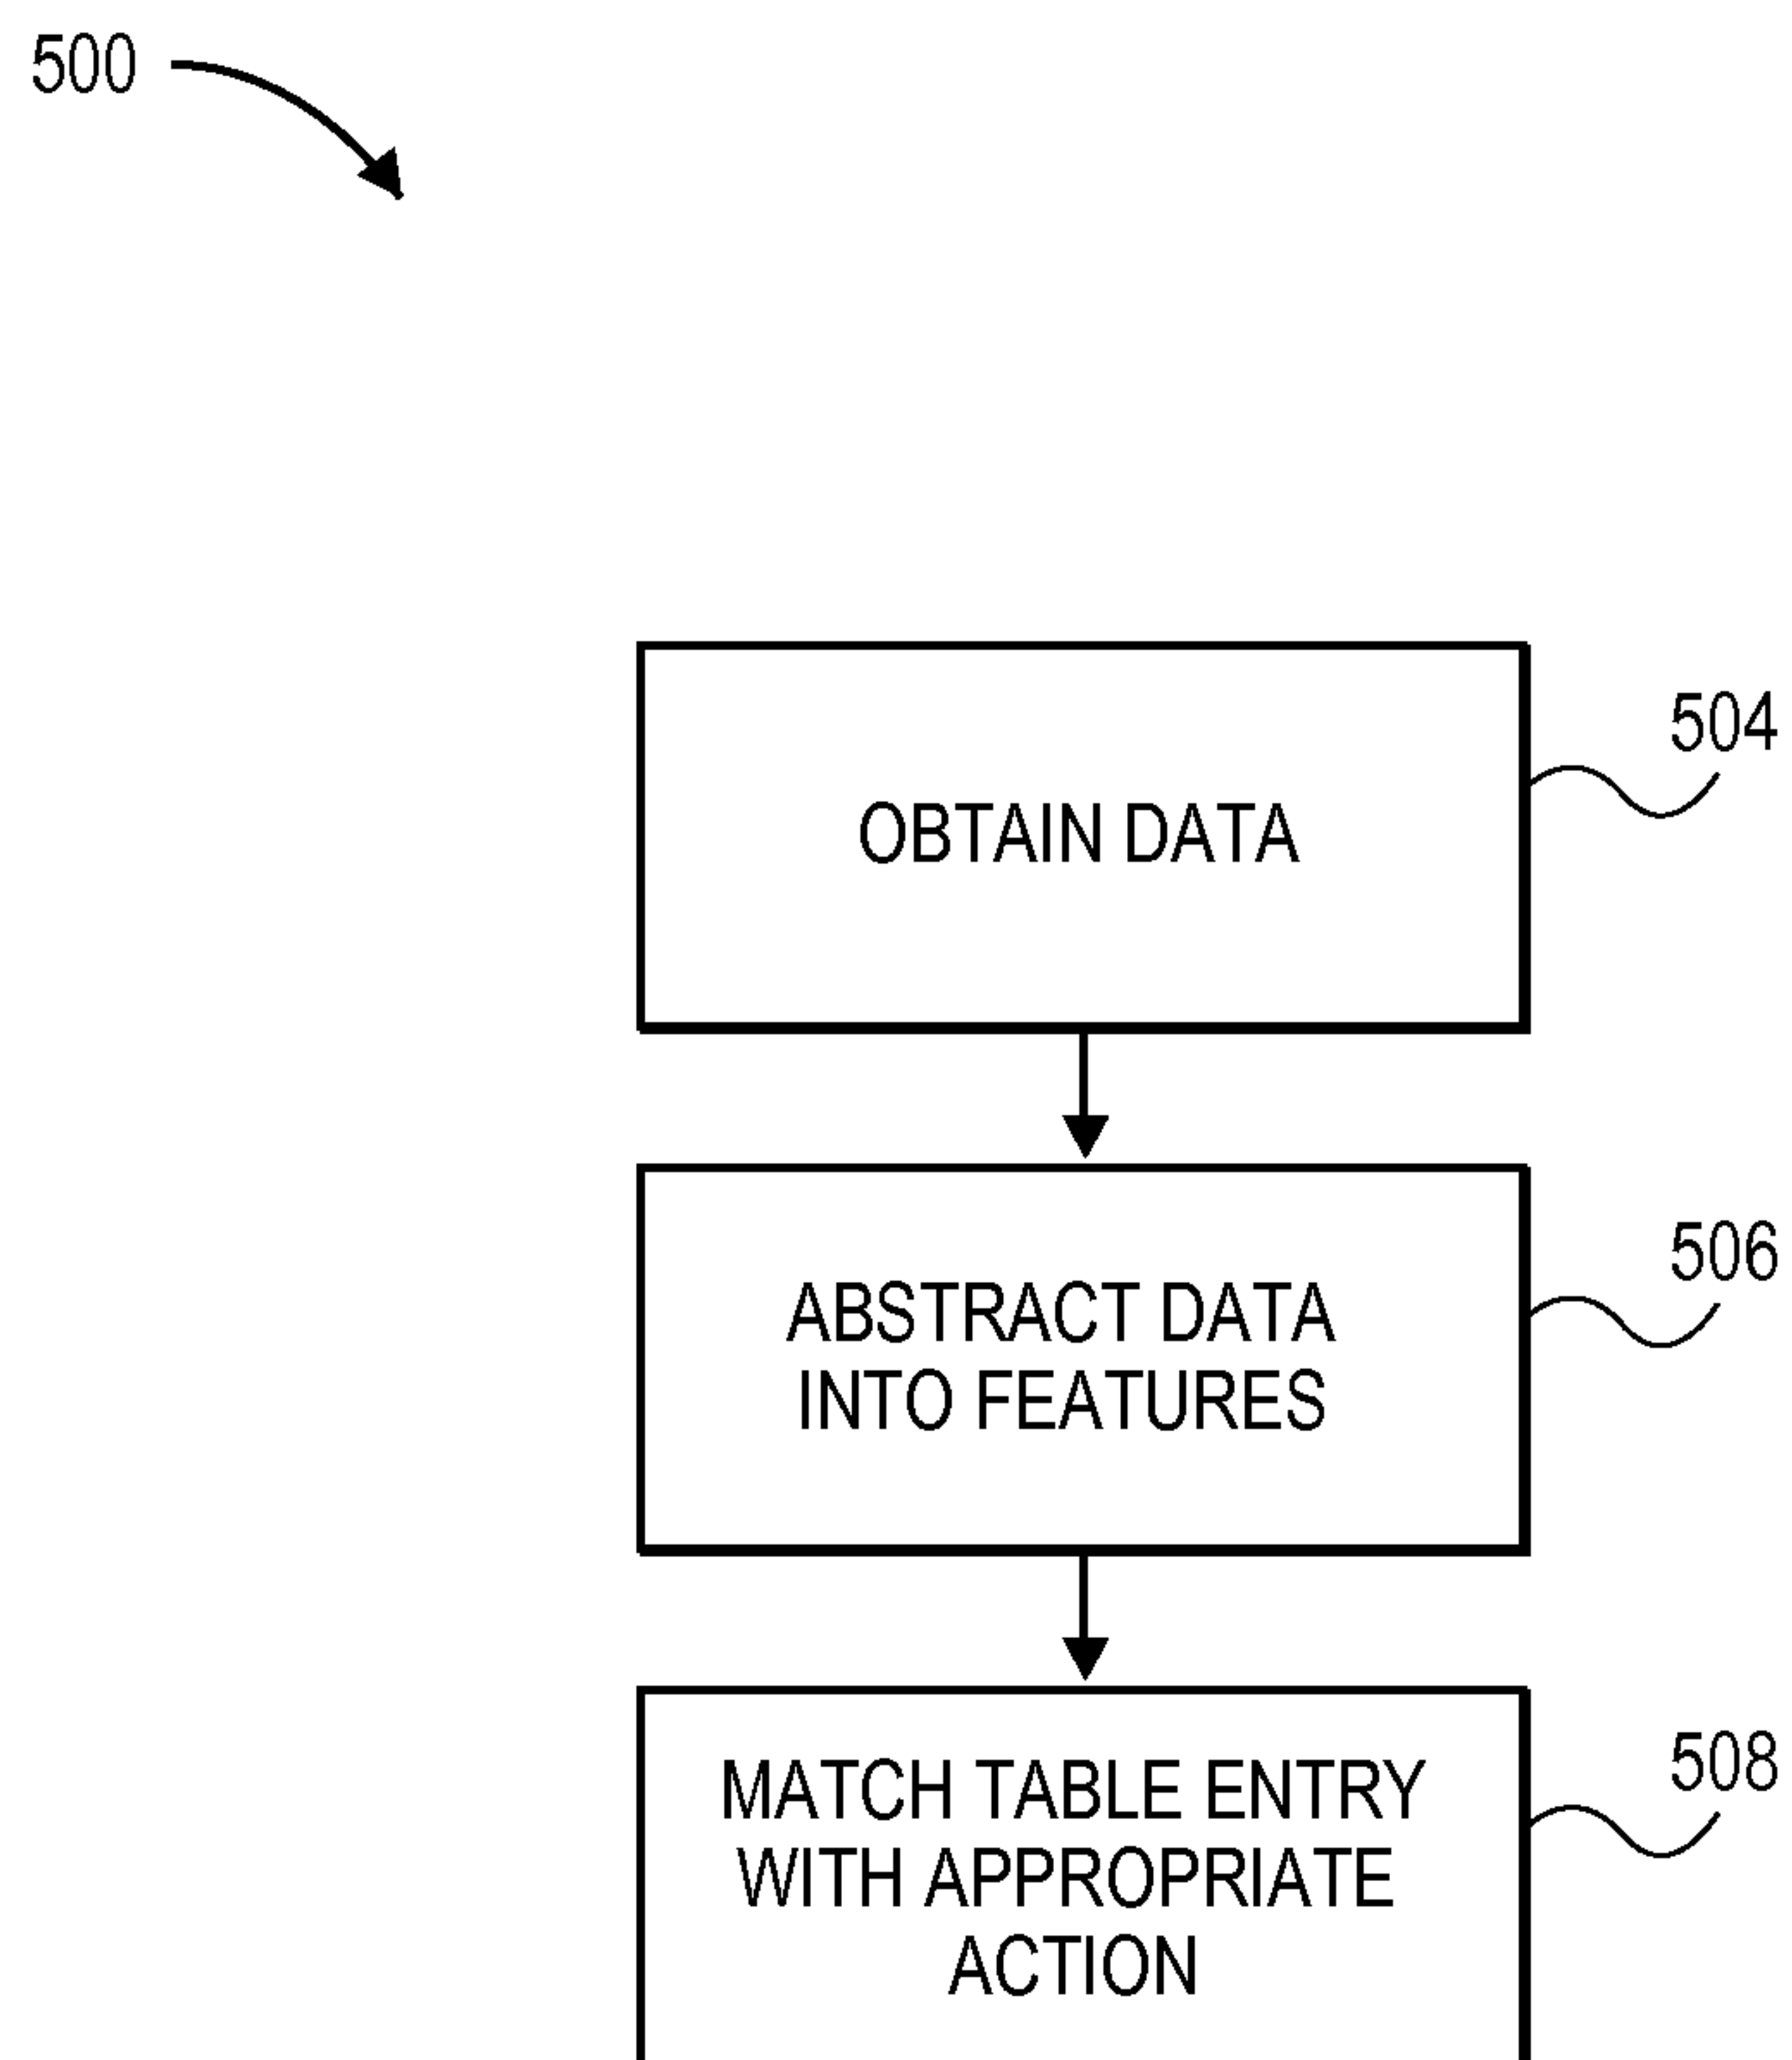 500
504
OBTAIN DATA
506
ABSTRACT DATA
INTO FEATURES
508
MATCH TABLE ENTRY
WITH APPROPRIATE
ACTION